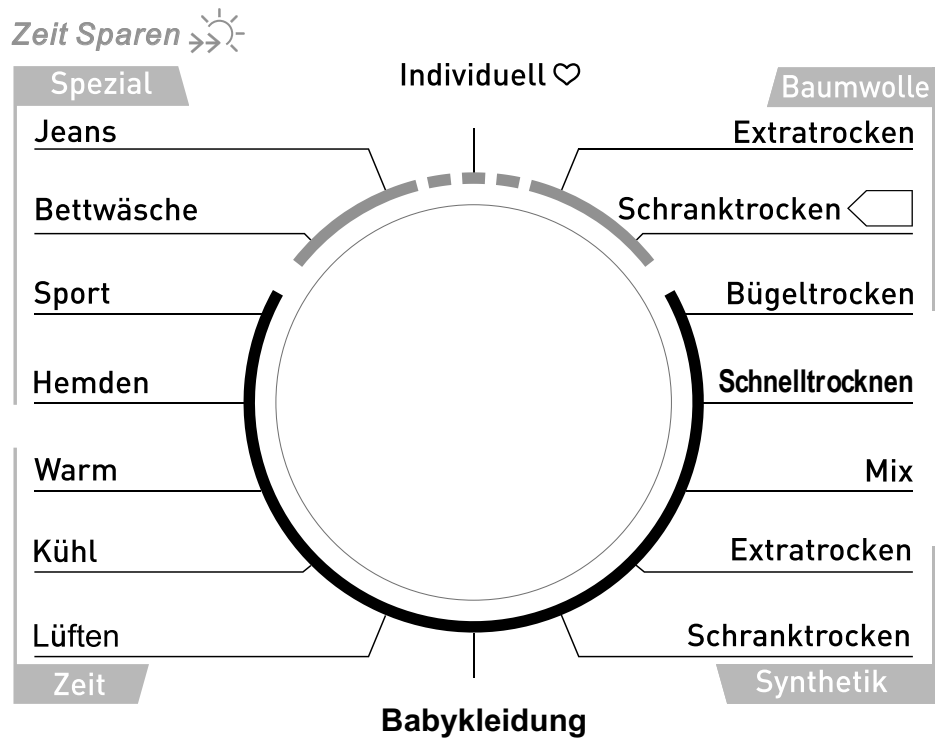 Zeit Sparen
Individuell
Spezial
Jeans
Bettwäsche
Sport
Hemden
Warm
Kühl
Lüften
Zeit
Baumwolle
Extratrocken
Schranktrocken
Bügeltrocken
Schnelltrocknen
Mix
Extratrocken
Schranktrocken
Synthetik
Babykleidung